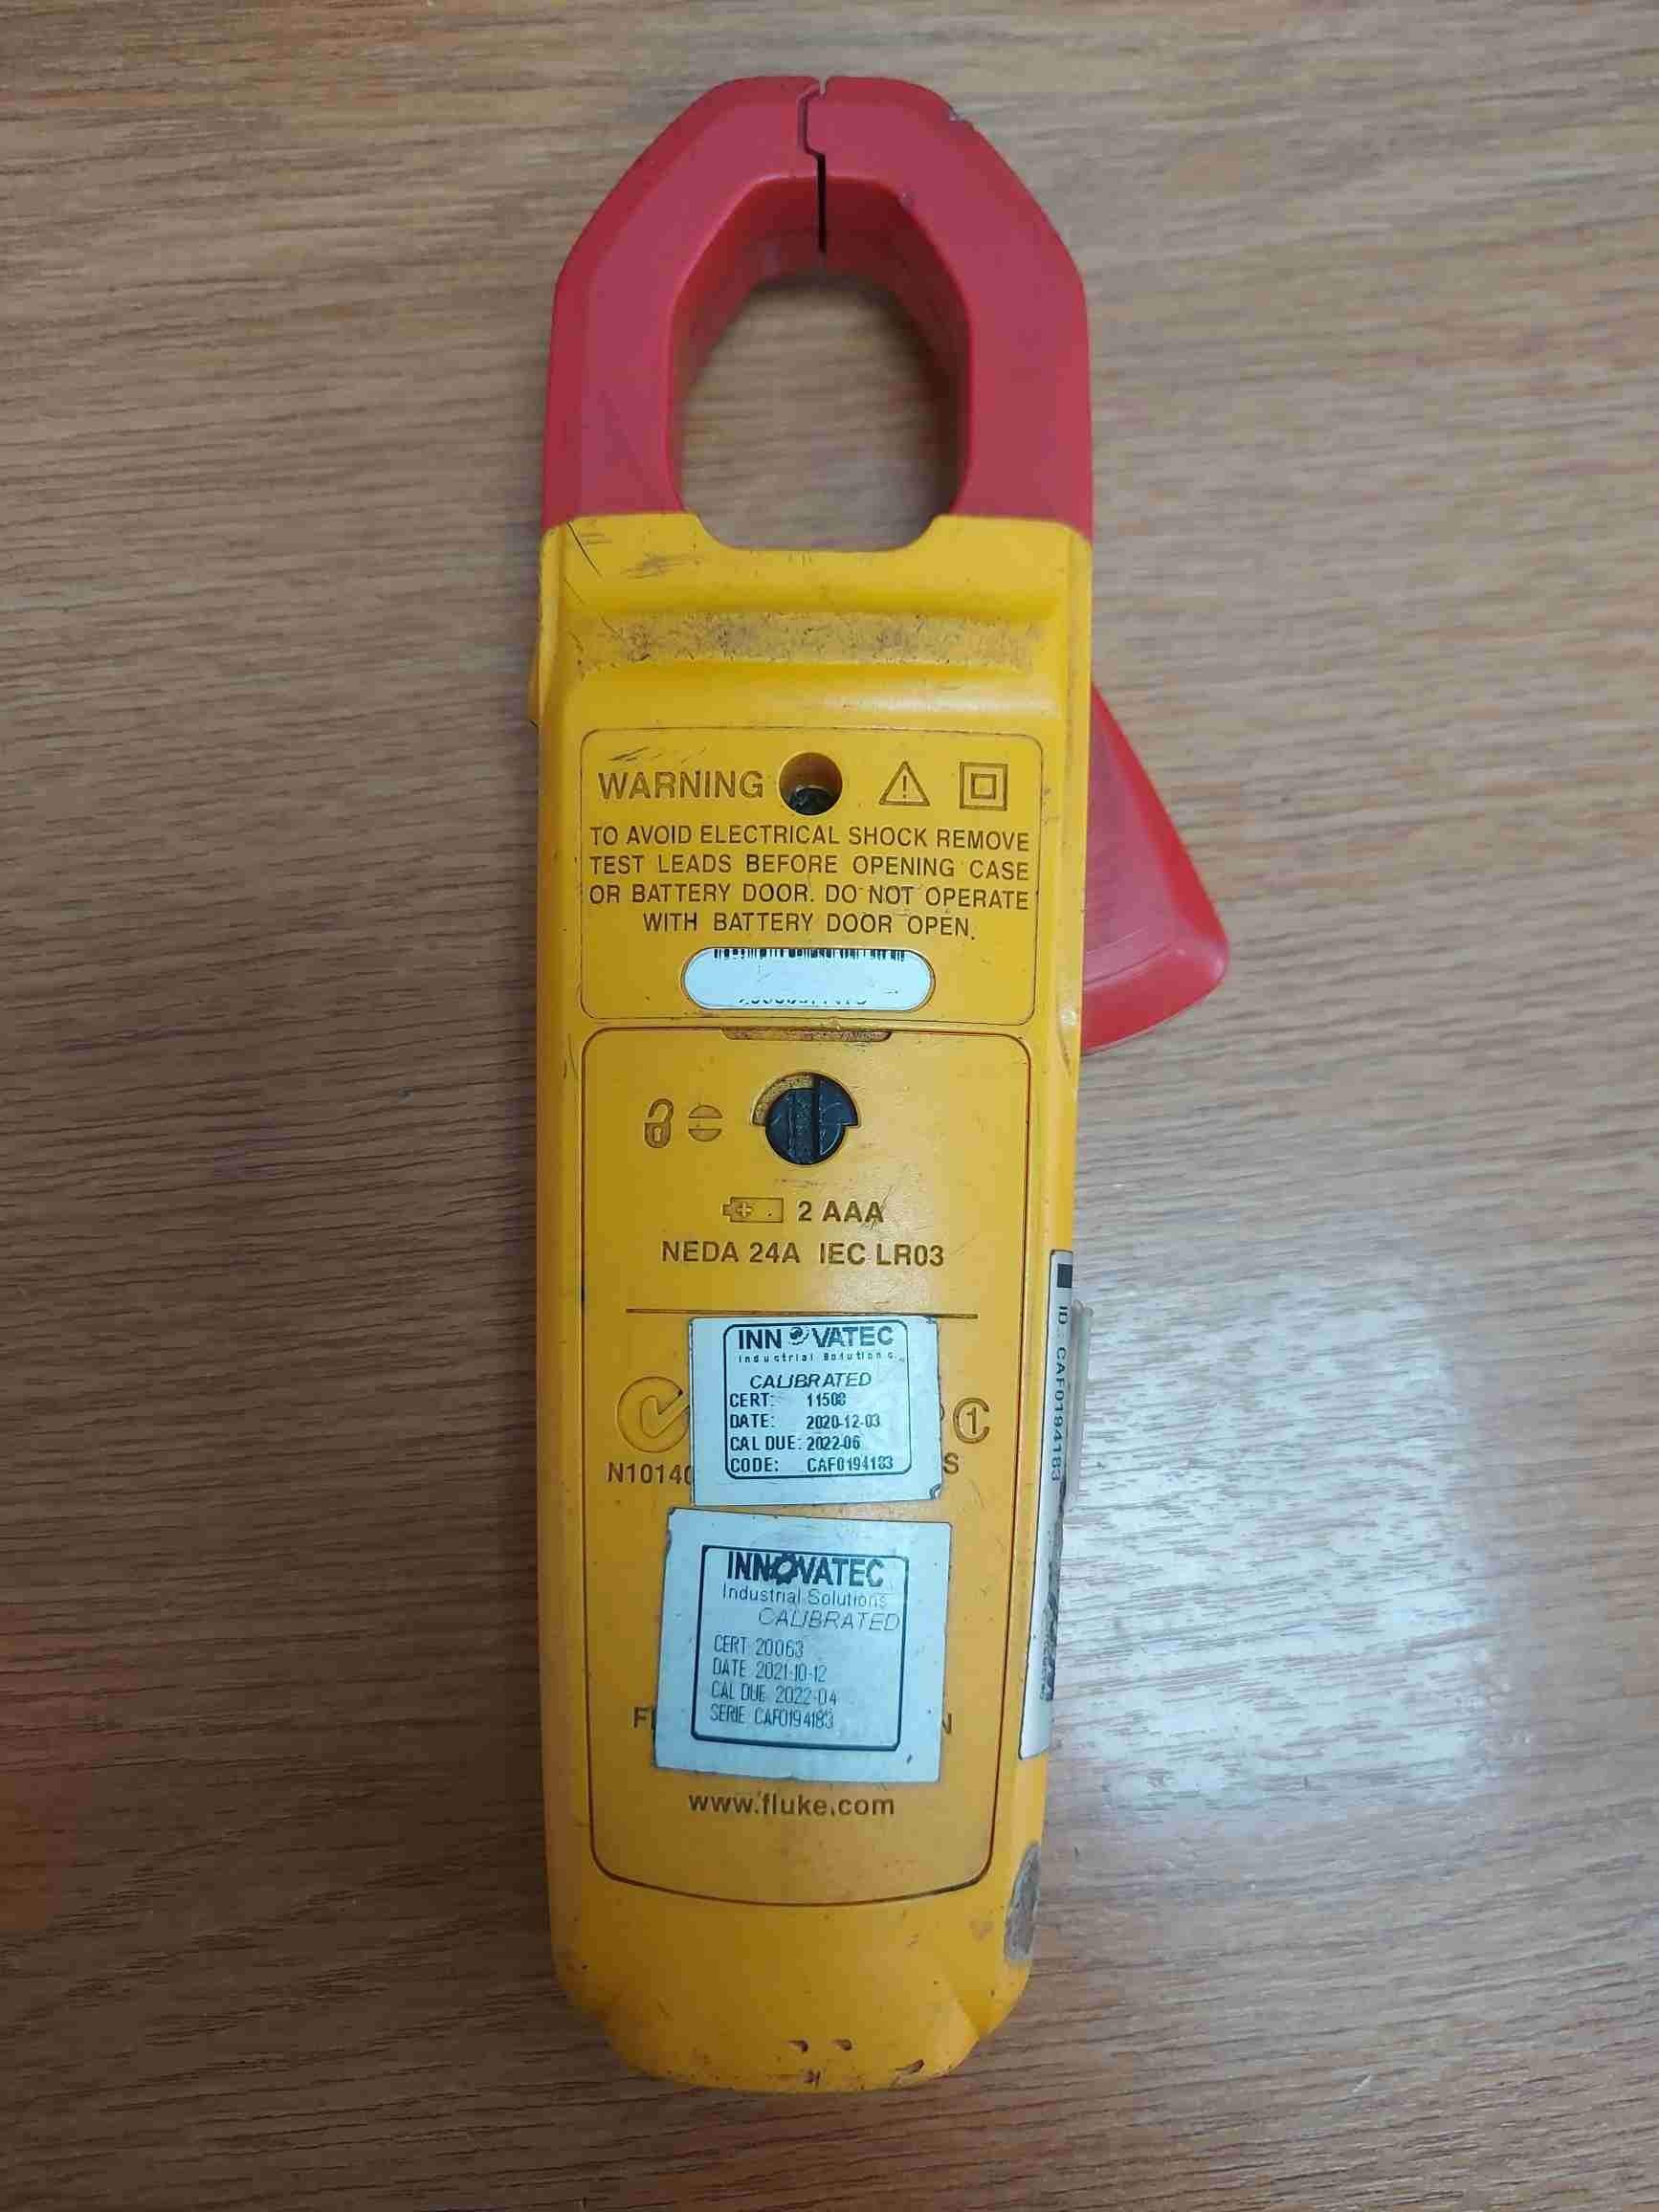 WARNING
TO AVOID ELECTRICAL SHOCK REMOVE
TEST LEADS BEFORE OPENING CASE
OR BATTERY DOOR. DO NOT OPERATE
WITH BATTERY DOOR OPEN.
2 AAA
NEDA 24A IEC LR03
INNOVATEC
Industrial Solutions
CALIBRATED
CERT: 11508
DATE: 2020-12-03
CAL DUE: 2022-06
CODE: CAF0194183
N10140
S
INNOVATEC
Industrial Solutions
CALIBRATED
CERT 20063
DATE 2021-10-12
CAL DUE 2022-04
SERIE CAF0194183
www.fluke.com
ID: CAF0194183